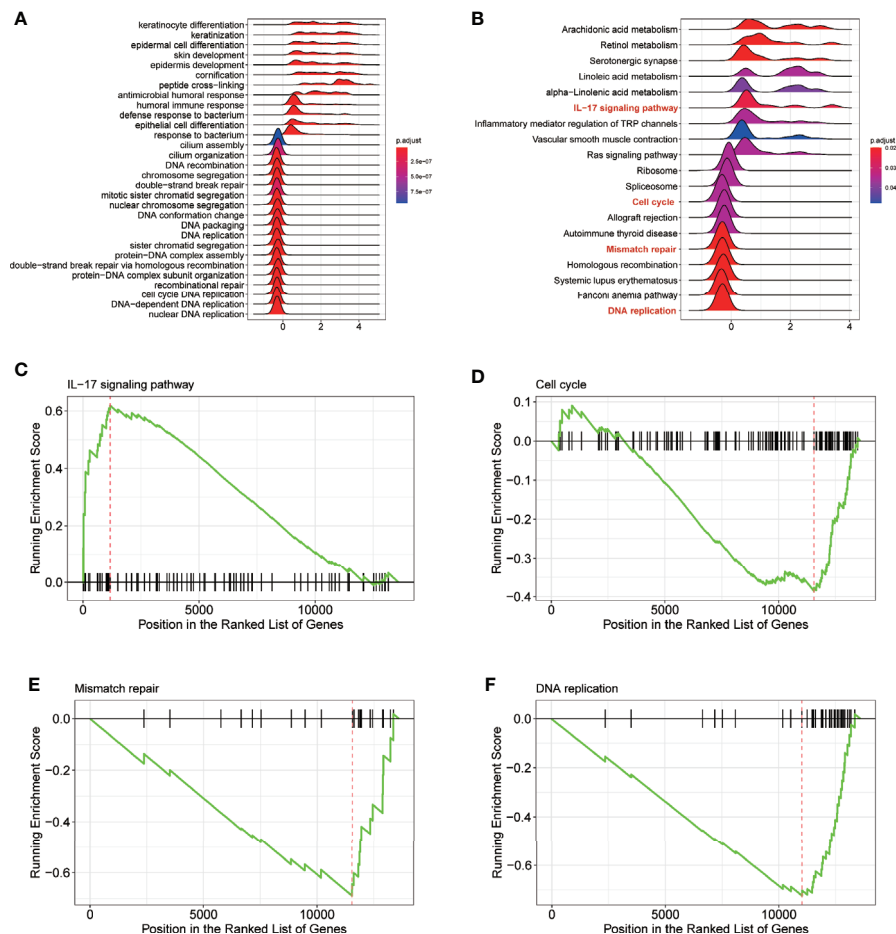 A
keratinocyte differentiation
keratinization
epidermal cell differentiation
skin development
epidermis development
cornification
peptide cross-linking
antimicrobial humoral response
humoral immune response
defense response to bacterium
epithelial cell differentiation
response to bacterium
cilium assembly
cilium organization
DNA recombination
chromosome segregation
double-strand break repair
mitotic sister chromatid segregation
nuclear chromosome segregation
DNA conformation change
DNA packaging
DNA replication
sister chromatid segregation
protein-DNA complex assembly
double-strand break repair via homologous recombination
protein-DNA complex subunit organization
recombinational repair
cell cycle DNA replication
DNA-dependent DNA replication
nuclear DNA replication
0 2 4
p.adjust
2.5e-07
5.0e-07
7.5e-07
B
Arachidonic acid metabolism
Retinol metabolism
Serotonergic synapse
Linoleic acid metabolism
alpha-Linolenic acid metabolism
IL-17 signaling pathway
Inflammatory mediator regulation of TRP channels
Vascular smooth muscle contraction
Ras signaling pathway
Ribosome
Spliceosome
Cell cycle
Allograft rejection
Autoimmune thyroid disease
Mismatch repair
Homologous recombination
Systemic lupus erythematosus
Fanconi anemia pathway
DNA replication
0 2 4
p.adjust
0.02
0.03
0.04
C
IL-17 signaling pathway
Running Enrichment Score
0.6
0.4
0.2
0.0
0 5000 10000
Position in the Ranked List of Genes
D
Cell cycle
Running Enrichment Score
0.1
0.0
-0.1
-0.2
-0.3
-0.4
0 5000 10000
Position in the Ranked List of Genes
E
Mismatch repair
Running Enrichment Score
0.0
-0.2
-0.4
-0.6
0 5000 10000
Position in the Ranked List of Genes
F
DNA replication
Running Enrichment Score
0.0
-0.2
-0.4
-0.6
0 5000 10000
Position in the Ranked List of Genes